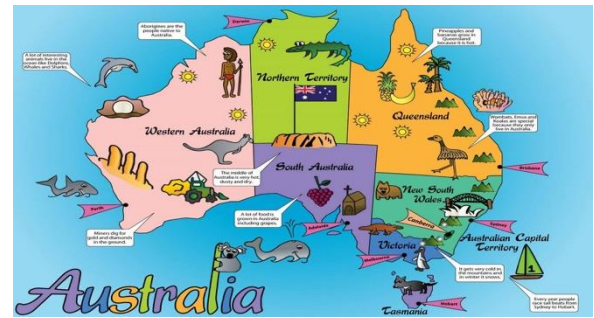 Darwin
Aborigines are the
people native to
Australia.
A lot of interesting
animals live in the
ocean like Dolphins,
Whales and Sharks.
Pineapples and
bananas grow in
Queensland
because it is hot.
Northern Territory
Queensland
Western Australia
Wombats, Emus and
Koalas are special
because they only
live in Australia.
The middle of
Australia is very hot,
dusty and dry.
South Australia
Brisbane
New South
Wales
Perth
A lot of food is
grown in Australia
including grapes.
Adelaide
Canberra
Sydney
Miners dig for
gold and diamonds
in the ground.
Australian Capital
Territory
Victoria
Melbourne
It gets very cold in
the mountains and
in winter it snows.
1
Australia
Tasmania
Hobart
Every year people
race sail boats from
Sydney to Hobart.